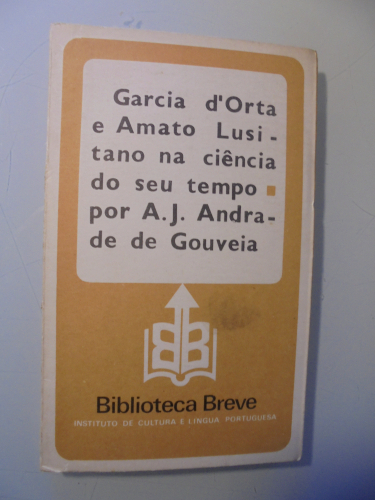 Garcia d'Orta
e Amato Lusi-
tano na ciência
do seu tempo
por A.J. Andra-
de de Gouveia
BB
Biblioteca Breve
INSTITUTO DE CULTURA E LÍNGUA PORTUGUESA